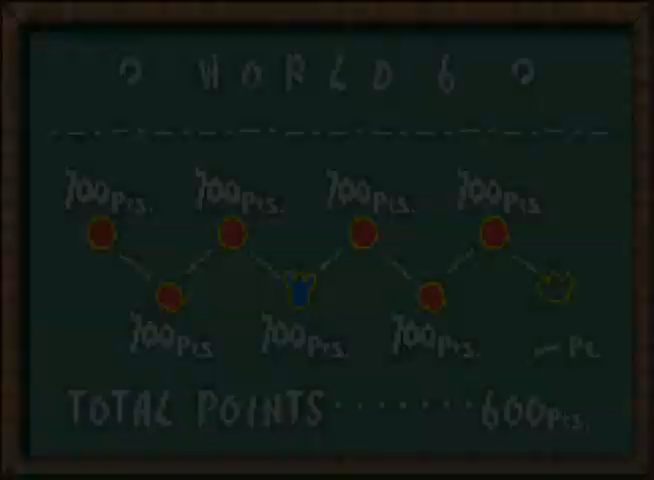 WORLD 6
700Pts. 700Pts. 700Pts. 700Pts
700Pts 700Pts. 700Pts. — Pt.
TOTAL POINTS · · · · · · · 600Pts.